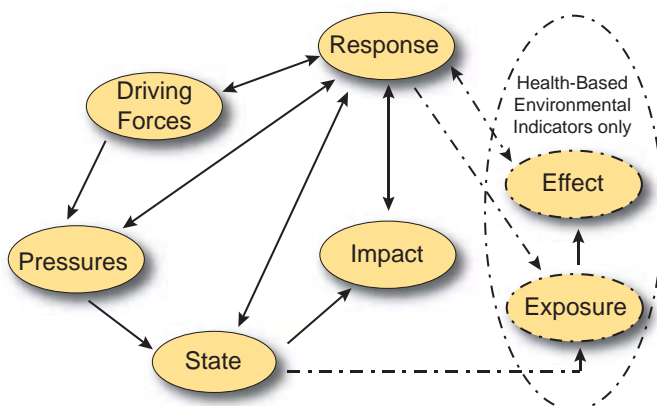 Response
Driving
Forces
Health-Based
Environmental
Indicators only
Effect
Pressures
Impact
Exposure
State